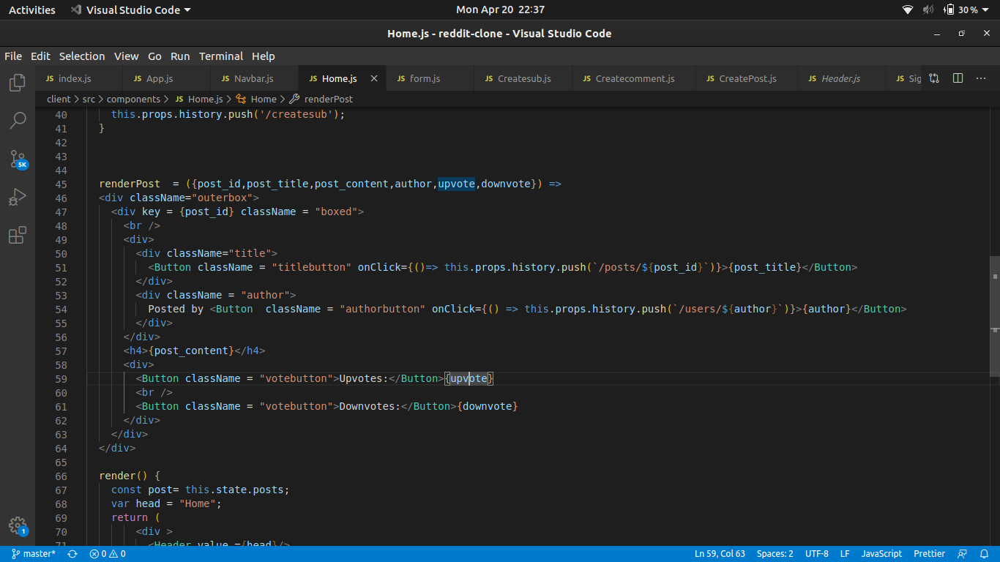 Activities Visual Studio Code Mon Apr 20 22:37 30 %
Home.js - reddit-clone - Visual Studio Code
File Edit Selection View Go Run Terminal Help
JS index.js JS App.js JS Navbar.js JS Home.js JS form.js JS Createsub.js JS Createcomment.js JS CreatePost.js JS Header.js JS Sig
client > src > components > JS Home.js > Home > renderPost
40 this.props.history.push('/createsub');
41 }
42
43
44
45 renderPost  = ({post_id,post_title,post_content,author,upvote,downvote}) =>
46 <div className="outerbox">
47 <div key = {post_id} className = "boxed">
48 <br />
49 <div>
50 <div className="title">
51 <Button className = "titlebutton" onClick={()=> this.props.history.push(`/posts/${post_id}`)}>{post_title}</Button>
52 </div>
53 <div className = "author">
54 Posted by <Button  className = "authorbutton" onClick={() => this.props.history.push(`/users/${author}`)}>{author}</Button>
55 </div>
56 </div>
57 <h4>{post_content}</h4>
58 <div>
59 <Button className = "votebutton">Upvotes:</Button>{upvote}
60 <br />
61 <Button className = "votebutton">Downvotes:</Button>{downvote}
62 </div>
63 </div>
64 </div>
65
66 render() {
67 const post= this.state.posts;
68 var head = "Home";
69 return (
70 <div >
71 <Header value ={head}/>
5K
1
master* 0 0 Ln 59, Col 63 Spaces: 2 UTF-8 LF JavaScript Prettier